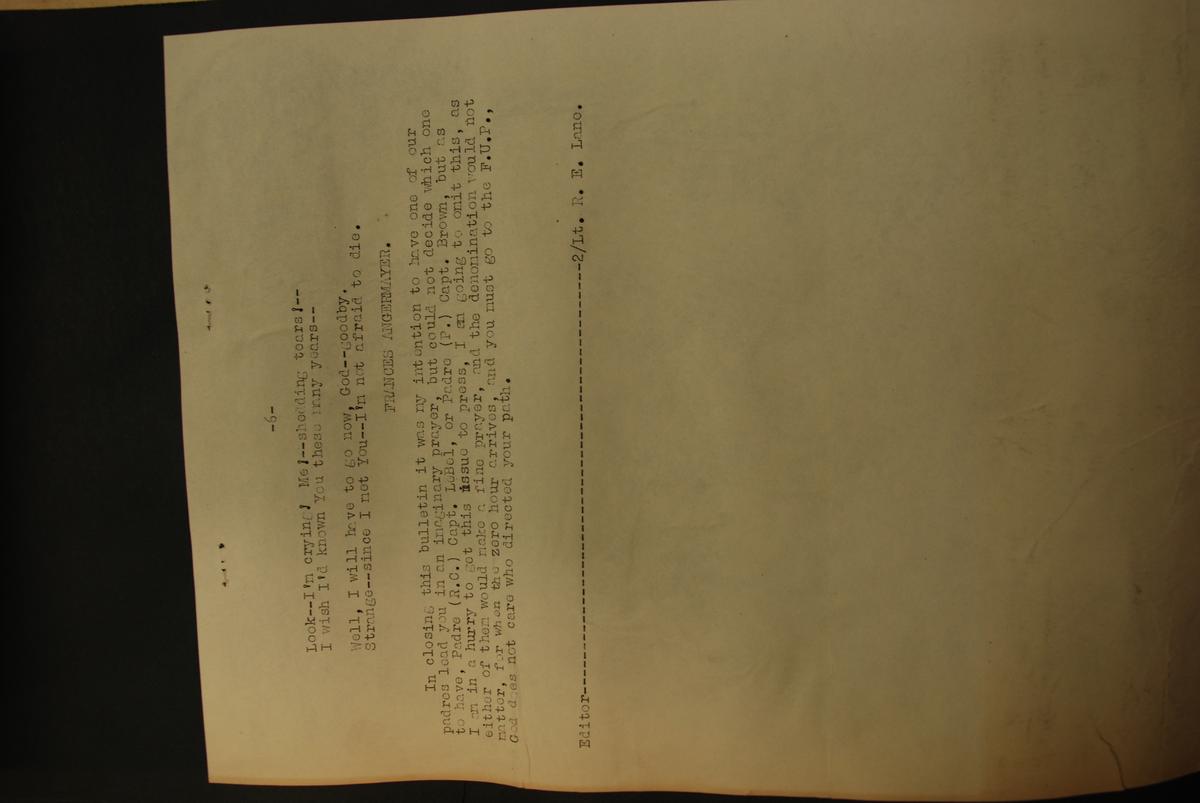 -6-
Look--I'm crying! Me!--shedding tears!--
I wish I'd known You these many years--
Well, I will have to go now, God--goodby.
Strange--since I met You--I'm not afraid to die.
FRANCES ANGERMAYER.
In closing this bulletin it was my intention to have one of our
padres lead you in an imaginary prayer, but could not decide which one
to have, Padre (R.C.) Capt. LeBel, or Padre (P.) Capt. Brown, but as
I am in a hurry to get this issue to press, I am going to omit this, as
either of them would make a fine prayer, and the denomination would not
matter, for when the zero hour arrives, and you must go to the F.U.P.,
God does not care who directed your path.
Editor--------------------------------------2/Lt. R. E. Lane.